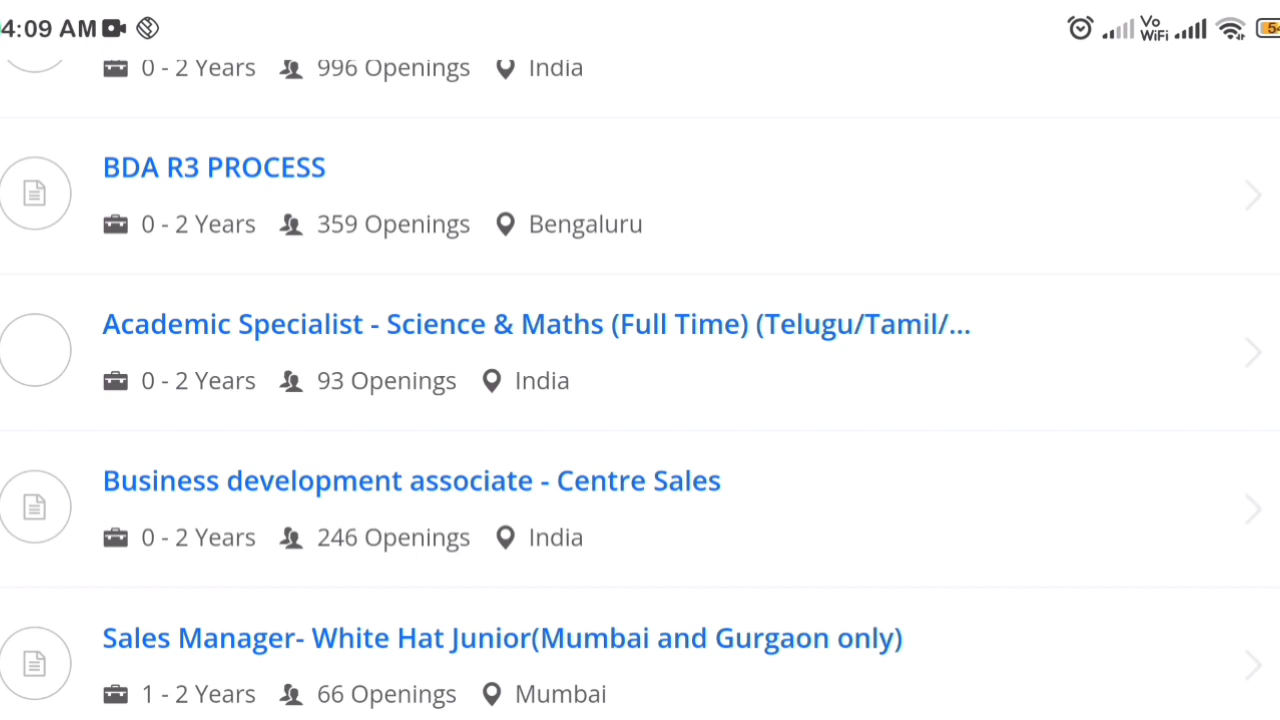 4:09 AM Vo WiFi 54
0 - 2 Years 996 Openings India
BDA R3 PROCESS
0 - 2 Years 359 Openings Bengaluru
Academic Specialist - Science & Maths (Full Time) (Telugu/Tamil/...
0 - 2 Years 93 Openings India
Business development associate - Centre Sales
0 - 2 Years 246 Openings India
Sales Manager- White Hat Junior(Mumbai and Gurgaon only)
1 - 2 Years 66 Openings Mumbai